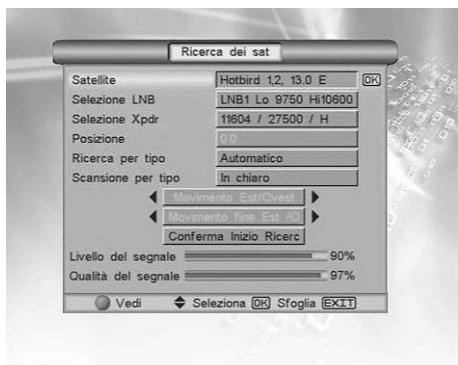 Ricerca dei sat
Satellite Hotbird 1,2, 13.0 E OK
Selezione LNB LNB1 Lo 9750 Hi10600
Selezione Xpdr 11604 / 27500 / H
Posizione 0 0
Ricerca per tipo Automatico
Scansione per tipo In chiaro
Movimento Est/Ovest
Movimento fine Est /O
Conferma Inizio Ricerc
Livello del segnale 90%
Qualità del segnale 97%
Vedi Seleziona OK Sfoglia EXIT